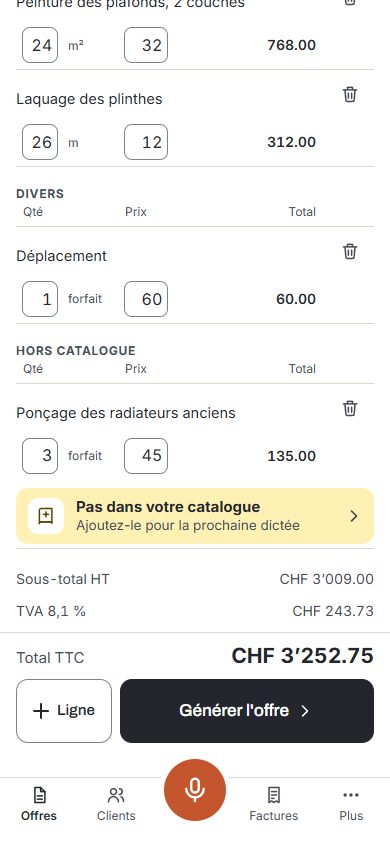 Peinture des plafonds, 2 couches
24 m² 32 768.00
Laquage des plinthes
26 m 12 312.00
DIVERS
Qté Prix Total
Déplacement
1 forfait 60 60.00
HORS CATALOGUE
Qté Prix Total
Ponçage des radiateurs anciens
3 forfait 45 135.00
Pas dans votre catalogue
Ajoutez-le pour la prochaine dictée
Sous-total HT CHF 3’009.00
TVA 8,1 % CHF 243.73
Total TTC CHF 3’252.75
Ligne Générer l'offre
Offres Clients Factures Plus